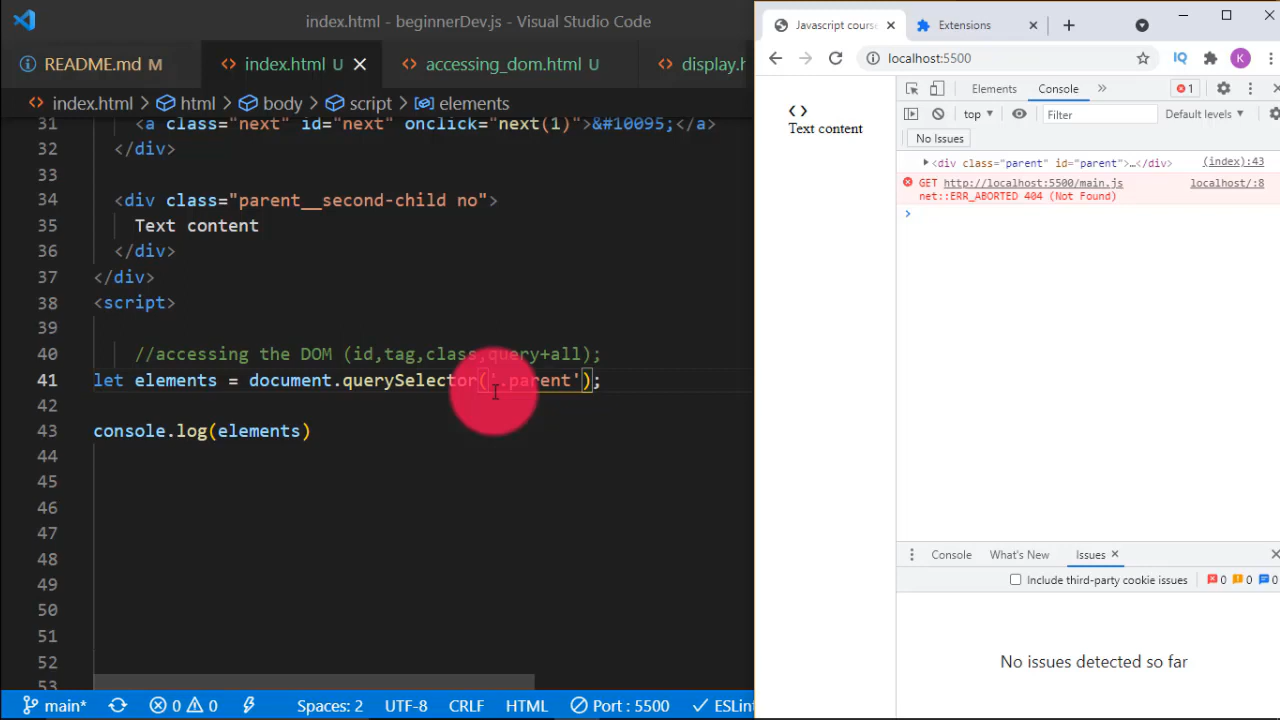 index.html - beginnerDev.js - Visual Studio Code
README.md M
index.html U
accessing_dom.html U
display.h
index.html > html > body > script > elements
31 <a class="next" id="next" onclick="next(1)">&#10095;</a>
32 </div>
33
34 <div class="parent__second-child no">
35 Text content
36 </div>
37 </div>
38 <script>
39
40 //accessing the DOM (id,tag,class,query+all);
41 let elements = document.querySelector('.parent');
42
43 console.log(elements)
44
45
46
47
48
49
50
51
52
53
main* 0 0 Spaces: 2 UTF-8 CRLF HTML Port : 5500 ESLin
Javascript course
Extensions
localhost:5500
IQ
K
❮❯
Text content
Elements Console » 1
top Filter Default levels
No Issues
<div class="parent" id="parent">…</div> (index):43
GET http://localhost:5500/main.js localhost/:8
net::ERR_ABORTED 404 (Not Found)
Console What's New Issues
Include third-party cookie issues 0 0 0
No issues detected so far